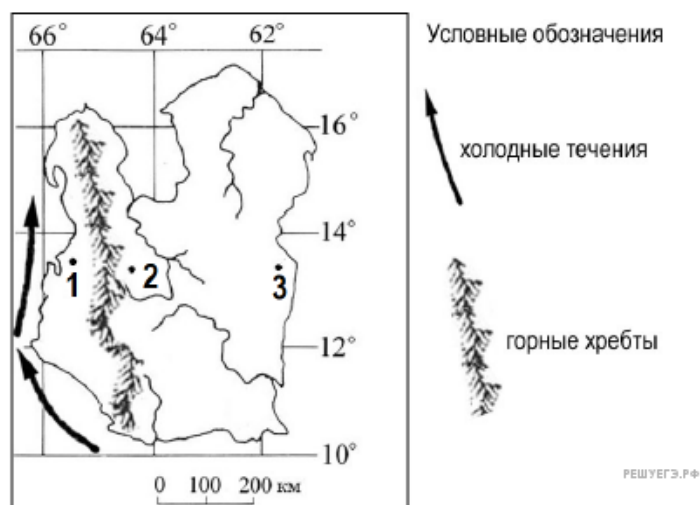 66° 64° 62°
Условные обозначения
16°
холодные течения
14°
1 2 3
горные хребты
12°
10°
РЕШУЕГЭ.РФ
0 100 200 км